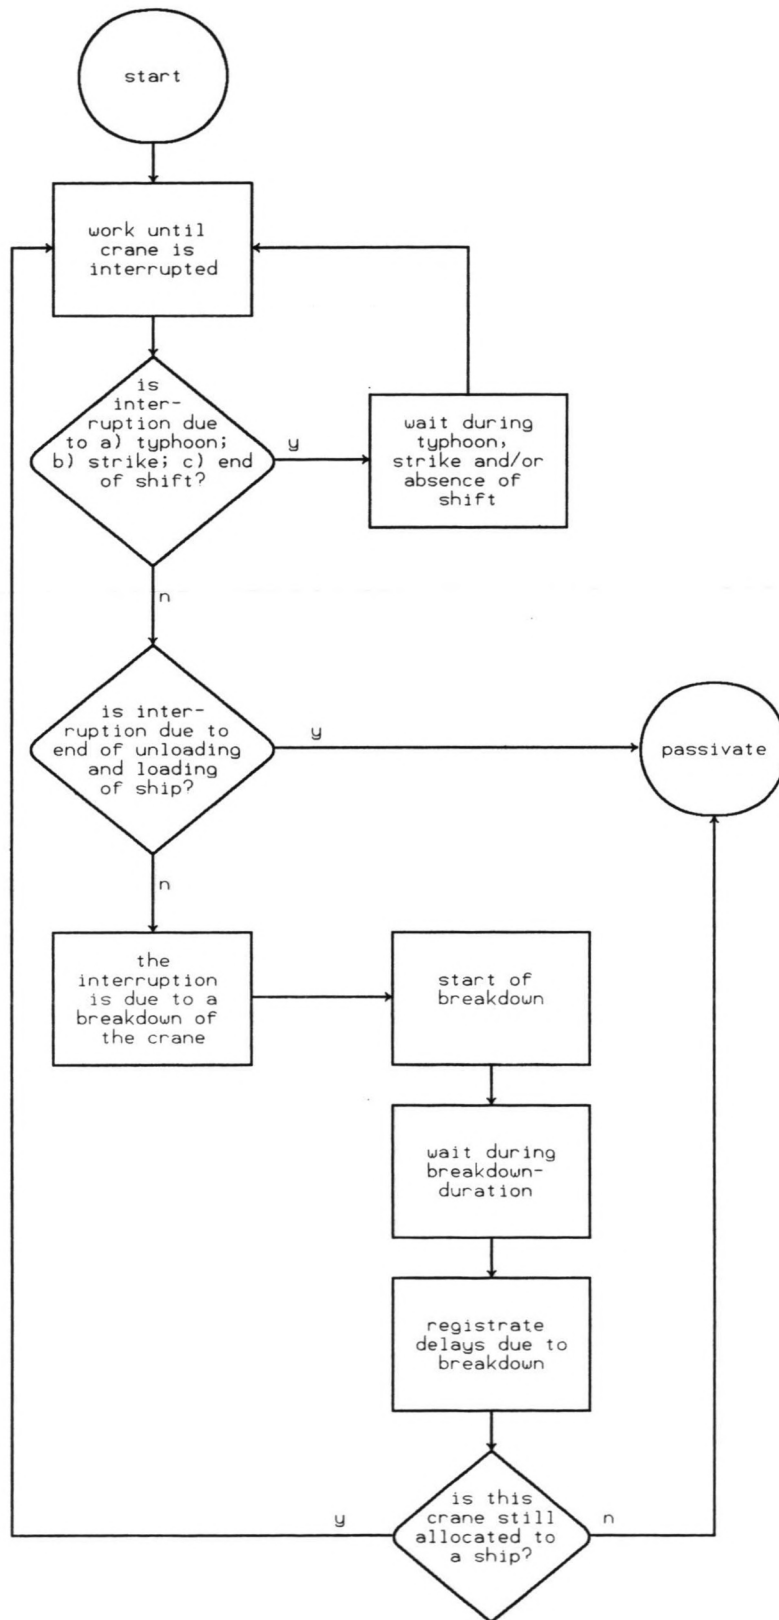 start
work until
crane is
interrupted
is
inter-
ruption due
to a) typhoon;
b) strike; c) end
of shift?
y
wait during
typhoon,
strike and/or
absence of
shift
n
is inter-
ruption due to
end of unloading
and loading
of ship?
y
passivate
n
the
interruption
is due to a
breakdown of
the crane
start of
breakdown
wait during
breakdown-
duration
registrate
delays due to
breakdown
is this
crane still
allocated to
a ship?
y
n